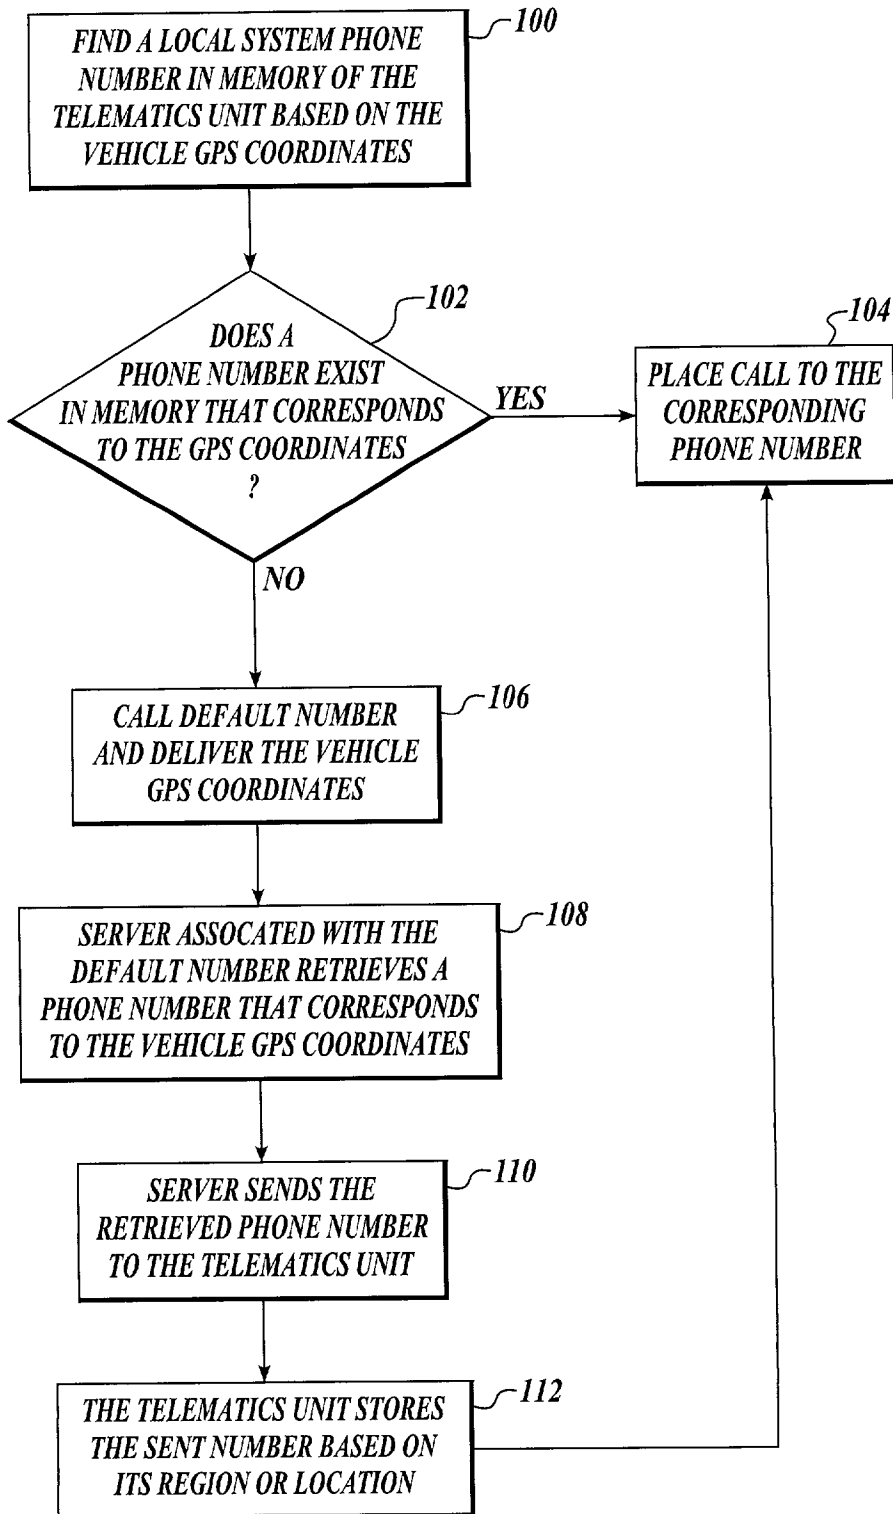 FIND A LOCAL SYSTEM PHONE
NUMBER IN MEMORY OF THE
TELEMATICS UNIT BASED ON THE
VEHICLE GPS COORDINATES
100
DOES A
PHONE NUMBER EXIST
IN MEMORY THAT CORRESPONDS
TO THE GPS COORDINATES
?
102
YES
104
PLACE CALL TO THE
CORRESPONDING
PHONE NUMBER
NO
CALL DEFAULT NUMBER
AND DELIVER THE VEHICLE
GPS COORDINATES
106
SERVER ASSOCATED WITH THE
DEFAULT NUMBER RETRIEVES A
PHONE NUMBER THAT CORRESPONDS
TO THE VEHICLE GPS COORDINATES
108
SERVER SENDS THE
RETRIEVED PHONE NUMBER
TO THE TELEMATICS UNIT
110
THE TELEMATICS UNIT STORES
THE SENT NUMBER BASED ON
ITS REGION OR LOCATION
112